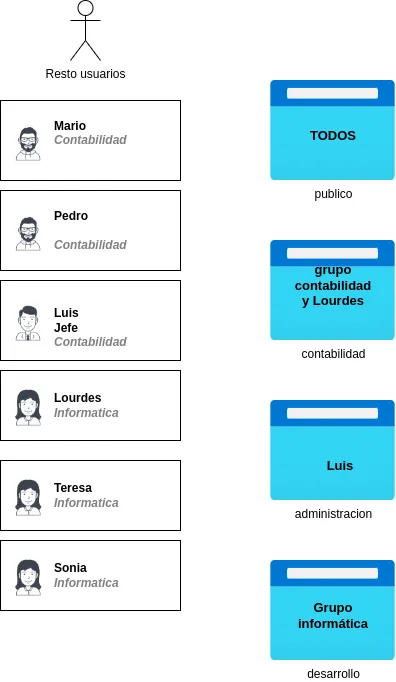 Resto usuarios
Mario
Contabilidad
Pedro
Contabilidad
Luis
Jefe
Contabilidad
Lourdes
Informatica
Teresa
Informatica
Sonia
Informatica
TODOS
publico
grupo
contabilidad
y Lourdes
contabilidad
Luis
administracion
Grupo
informática
desarrollo